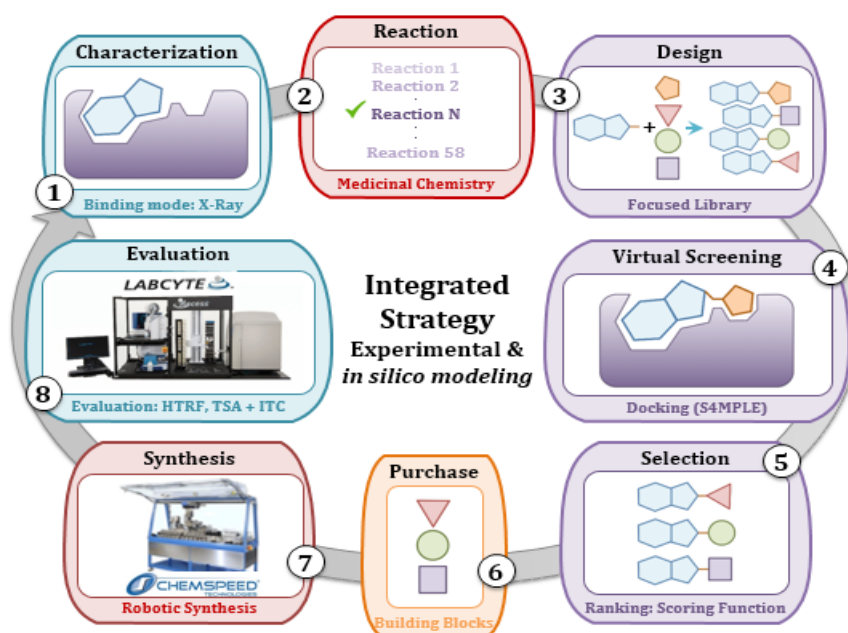 Characterization
1
Binding mode: X-Ray
2
Reaction
Reaction 1
Reaction 2
Reaction N
Reaction 58
Medicinal Chemistry
3
Design
+
Focused Library
Virtual Screening
4
Docking (S4MPLE)
5
Selection
Ranking: Scoring Function
6
Purchase
Building Blocks
7
Synthesis
CHEMSPEED
TECHNOLOGIES
Robotic Synthesis
8
Evaluation
LABCYTE
Evaluation: HTRF, TSA + ITC
Integrated
Strategy
Experimental &
in silico modeling